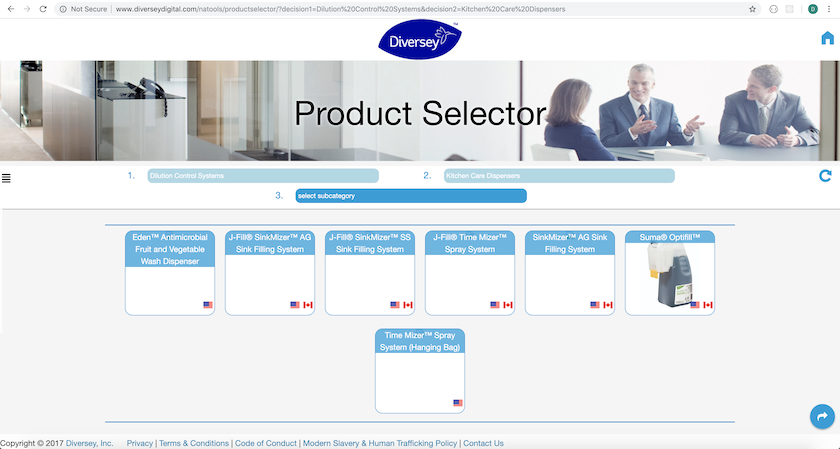 Not Secure | www.diverseydigital.com/natools/productselector/?decision1=Dilution%20Control%20Systems&decision2=Kitchen%20Care%20Dispensers
D
Diversey™
Product Selector
1. Dilution Control Systems 2. Kitchen Care Dispensers
3. select subcategory
Eden™ Antimicrobial
Fruit and Vegetable
Wash Dispenser
J-Fill® SinkMizer™ AG
Sink Filling System
J-Fill® SinkMizer™ SS
Sink Filling System
J-Fill® Time Mizer™
Spray System
SinkMizer™ AG Sink
Filling System
Suma® Optifill™
Time Mizer™ Spray
System (Hanging Bag)
Copyright © 2017 Diversey, Inc. Privacy | Terms & Conditions | Code of Conduct | Modern Slavery & Human Trafficking Policy | Contact Us